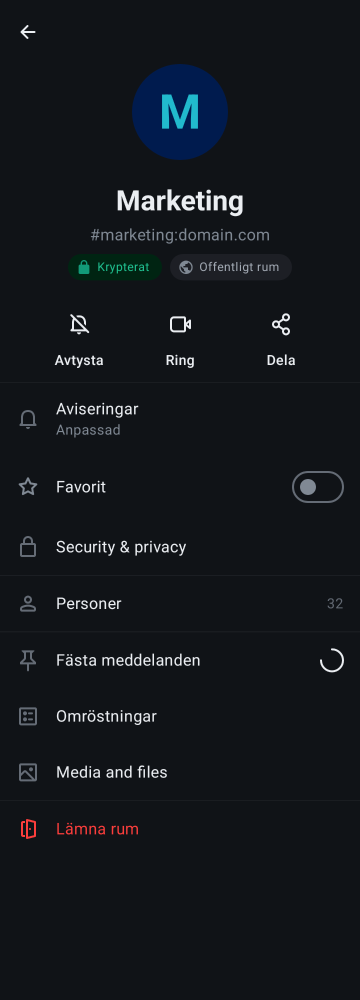 M
Marketing
#marketing:domain.com
Krypterat
Offentligt rum
Avtysta
Ring
Dela
Aviseringar
Anpassad
Favorit
Security & privacy
Personer
32
Fästa meddelanden
Omröstningar
Media and files
Lämna rum